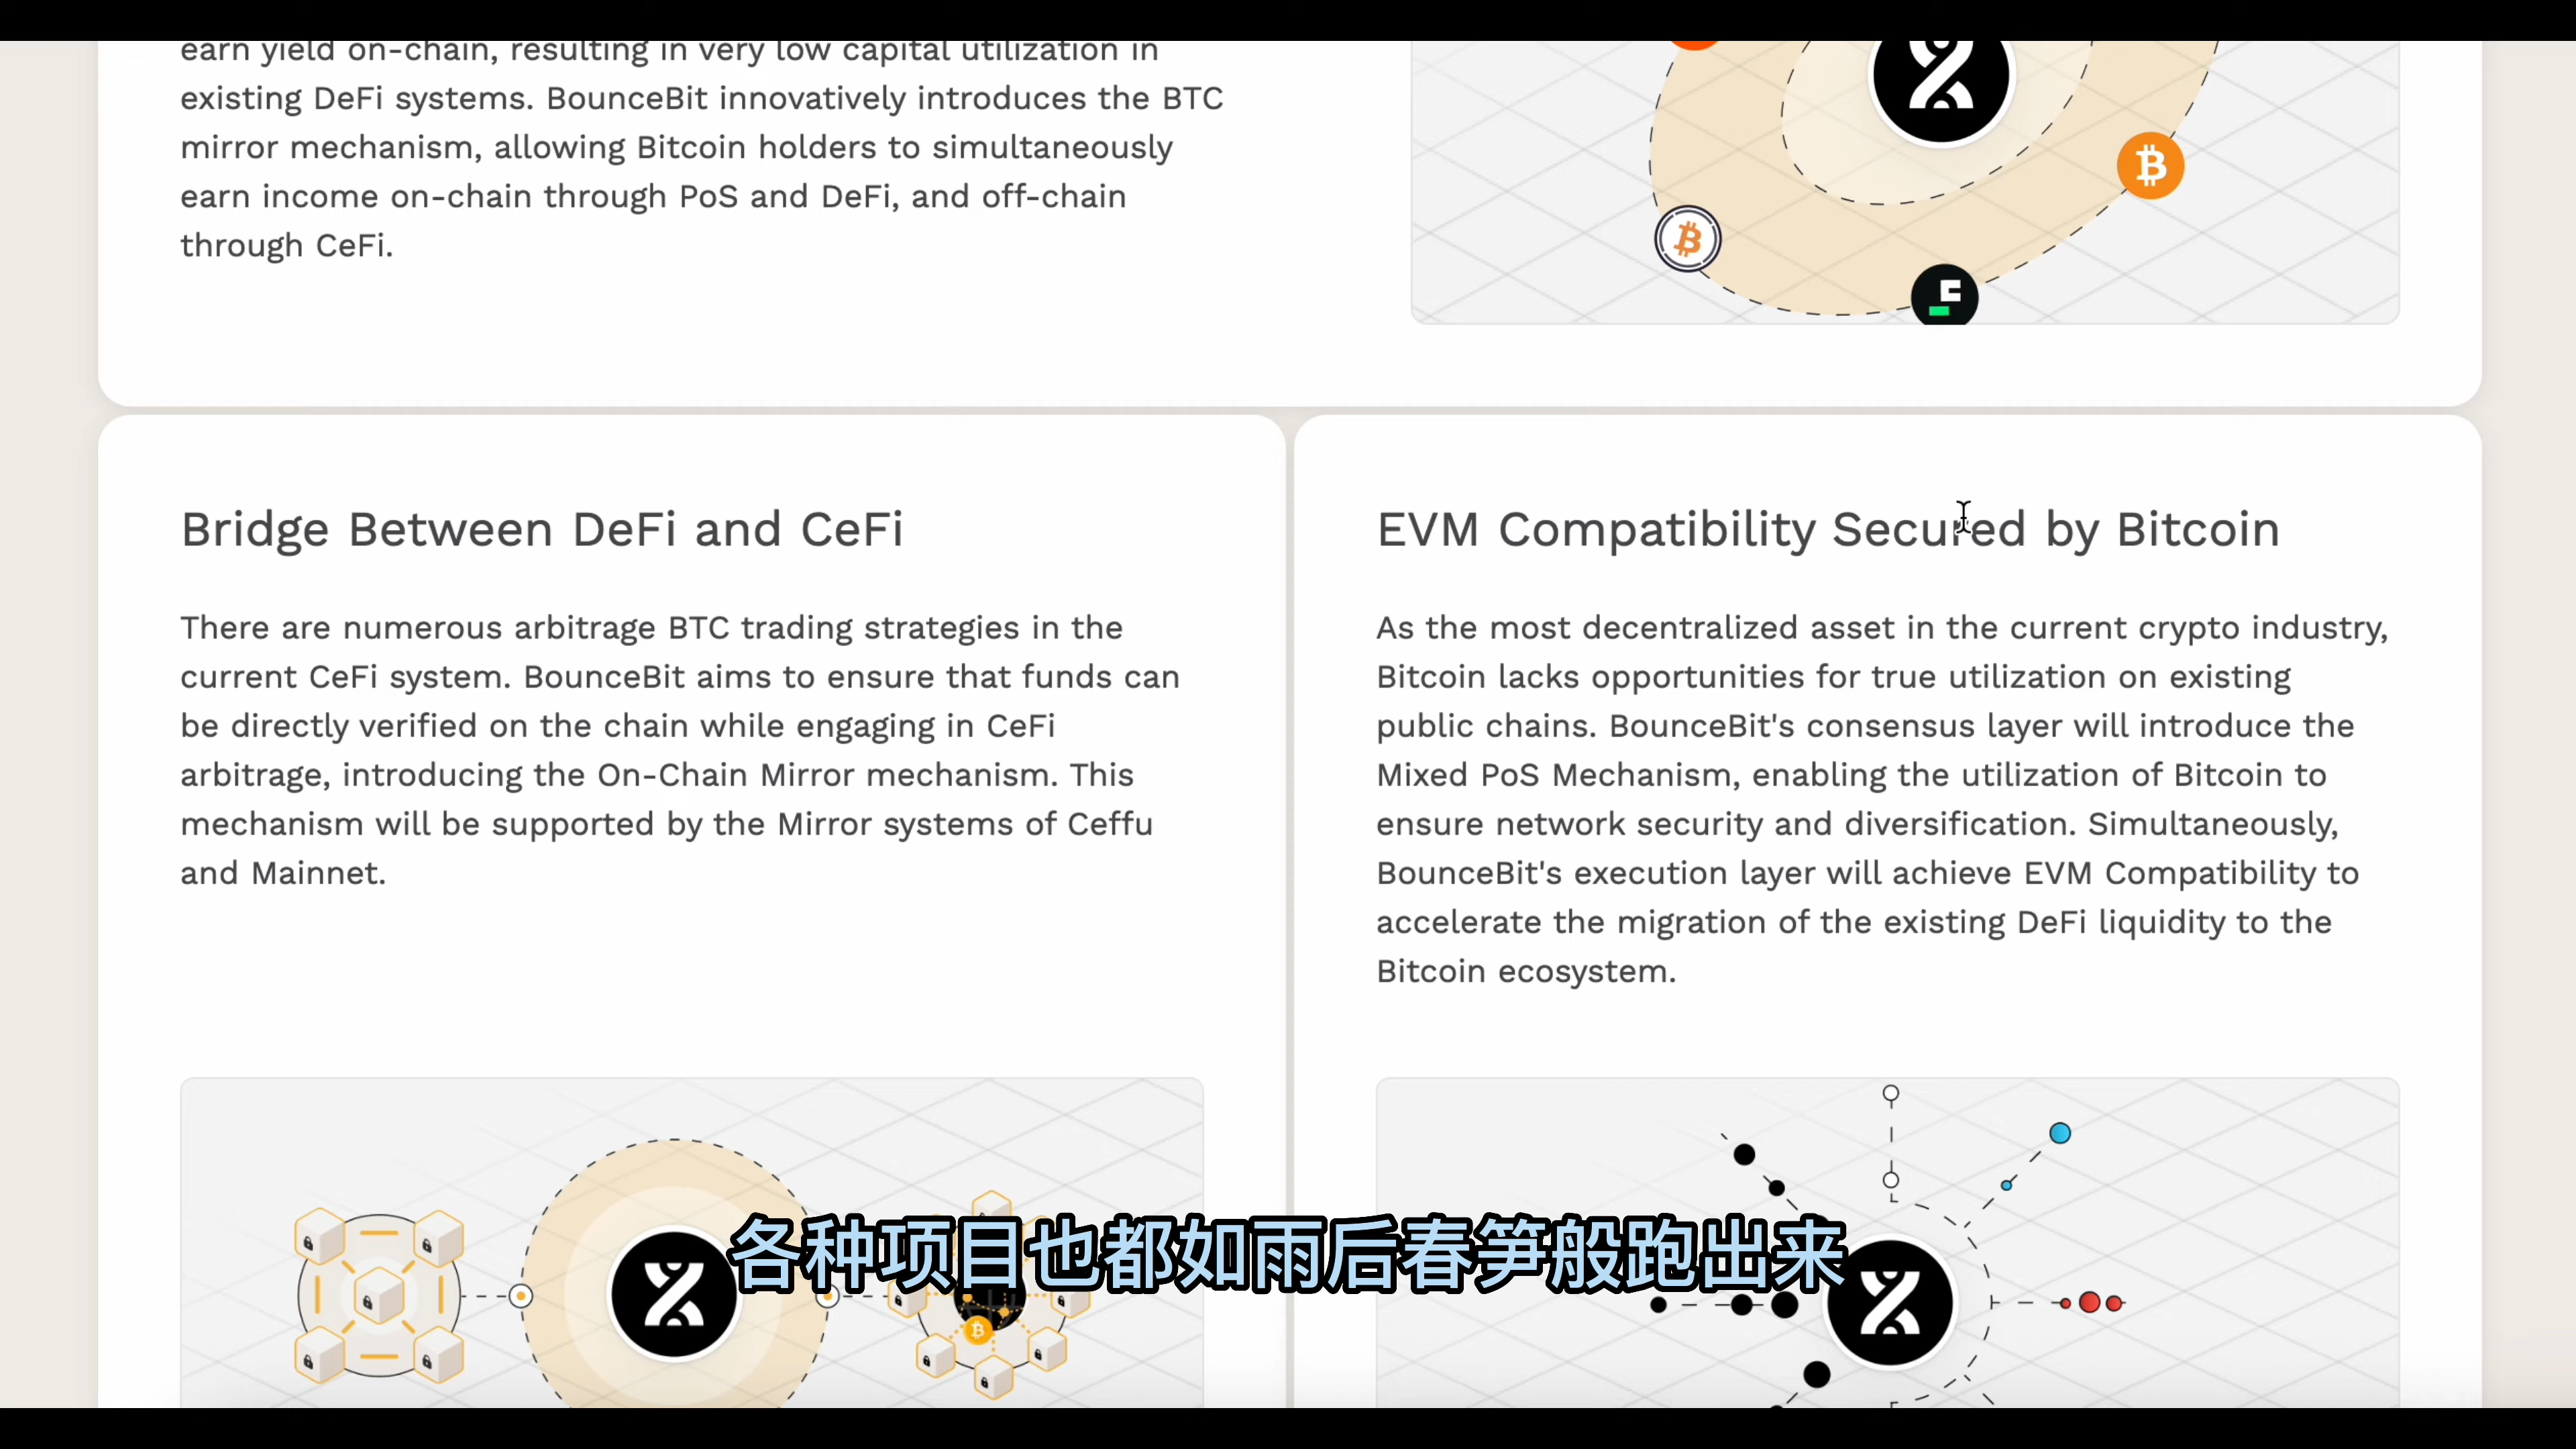 earn yield on-chain, resulting in very low capital utilization in
existing DeFi systems. BounceBit innovatively introduces the BTC
mirror mechanism, allowing Bitcoin holders to simultaneously
earn income on-chain through PoS and DeFi, and off-chain
through CeFi.
Bridge Between DeFi and CeFi
There are numerous arbitrage BTC trading strategies in the
current CeFi system. BounceBit aims to ensure that funds can
be directly verified on the chain while engaging in CeFi
arbitrage, introducing the On-Chain Mirror mechanism. This
mechanism will be supported by the Mirror systems of Ceffu
and Mainnet.
EVM Compatibility Secured by Bitcoin
As the most decentralized asset in the current crypto industry,
Bitcoin lacks opportunities for true utilization on existing
public chains. BounceBit's consensus layer will introduce the
Mixed PoS Mechanism, enabling the utilization of Bitcoin to
ensure network security and diversification. Simultaneously,
BounceBit's execution layer will achieve EVM Compatibility to
accelerate the migration of the existing DeFi liquidity to the
Bitcoin ecosystem.
各种项目也都如雨后春笋般跑出来